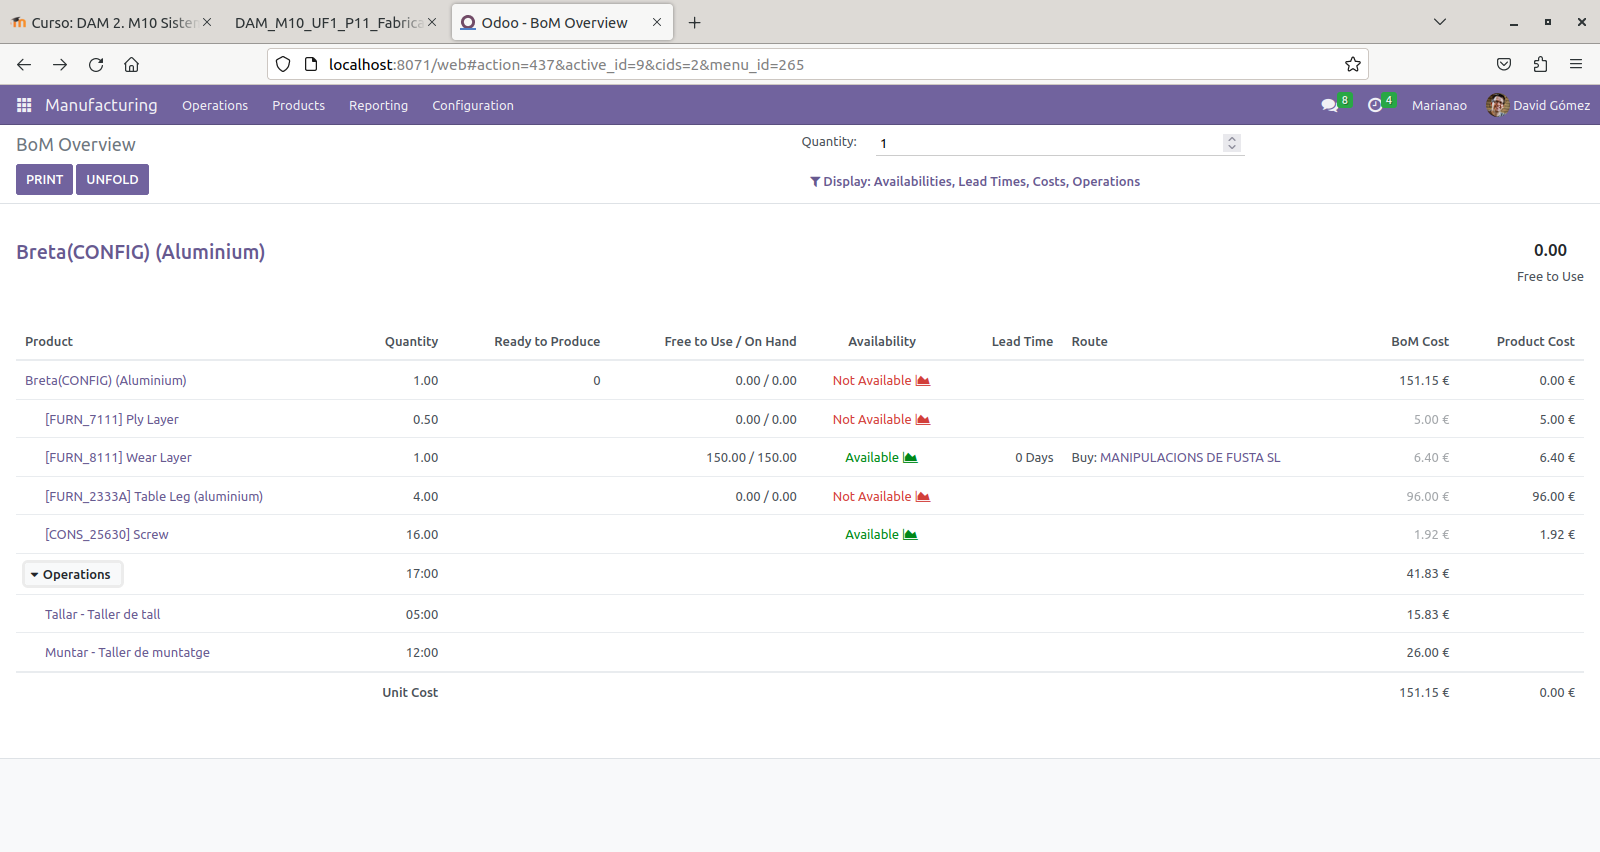 Curso: DAM 2. M10 Sister
DAM_M10_UF1_P11_Fabrica
Odoo - BoM Overview
localhost:8071/web#action=437&active_id=9&cids=2&menu_id=265
Manufacturing Operations Products Reporting Configuration 8 4 Marianao David Gómez
BoM Overview
Quantity: 1
PRINT UNFOLD
Display: Availabilities, Lead Times, Costs, Operations
Breta(CONFIG) (Aluminium)
0.00
Free to Use
Product Quantity Ready to Produce Free to Use / On Hand Availability Lead Time Route BoM Cost Product Cost
Breta(CONFIG) (Aluminium) 1.00 0 0.00 / 0.00 Not Available 151.15 € 0.00 €
[FURN_7111] Ply Layer 0.50 0.00 / 0.00 Not Available 5.00 € 5.00 €
[FURN_8111] Wear Layer 1.00 150.00 / 150.00 Available 0 Days Buy: MANIPULACIONS DE FUSTA SL 6.40 € 6.40 €
[FURN_2333A] Table Leg (aluminium) 4.00 0.00 / 0.00 Not Available 96.00 € 96.00 €
[CONS_25630] Screw 16.00 Available 1.92 € 1.92 €
Operations 17:00 41.83 €
Tallar - Taller de tall 05:00 15.83 €
Muntar - Taller de muntatge 12:00 26.00 €
Unit Cost 151.15 € 0.00 €